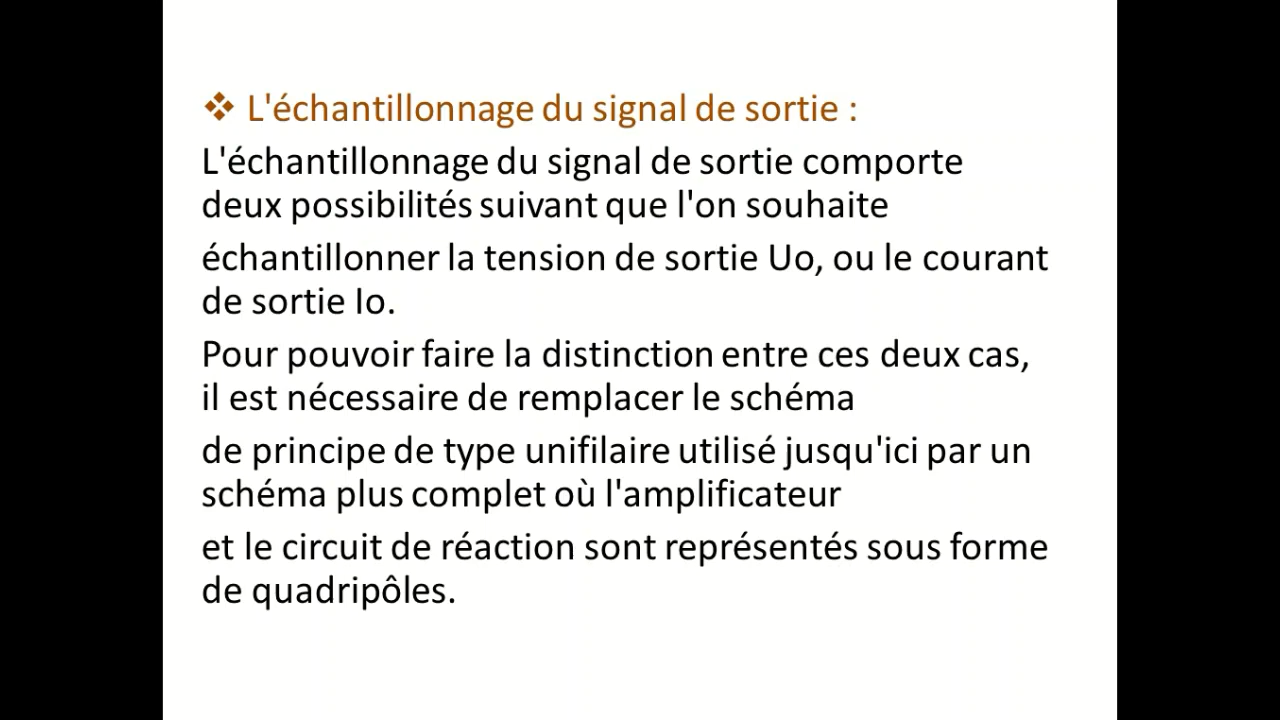 ❖ L'échantillonnage du signal de sortie :
L'échantillonnage du signal de sortie comporte
deux possibilités suivant que l'on souhaite
échantillonner la tension de sortie Uo, ou le courant
de sortie Io.
Pour pouvoir faire la distinction entre ces deux cas,
il est nécessaire de remplacer le schéma
de principe de type unifilaire utilisé jusqu'ici par un
schéma plus complet où l'amplificateur
et le circuit de réaction sont représentés sous forme
de quadripôles.